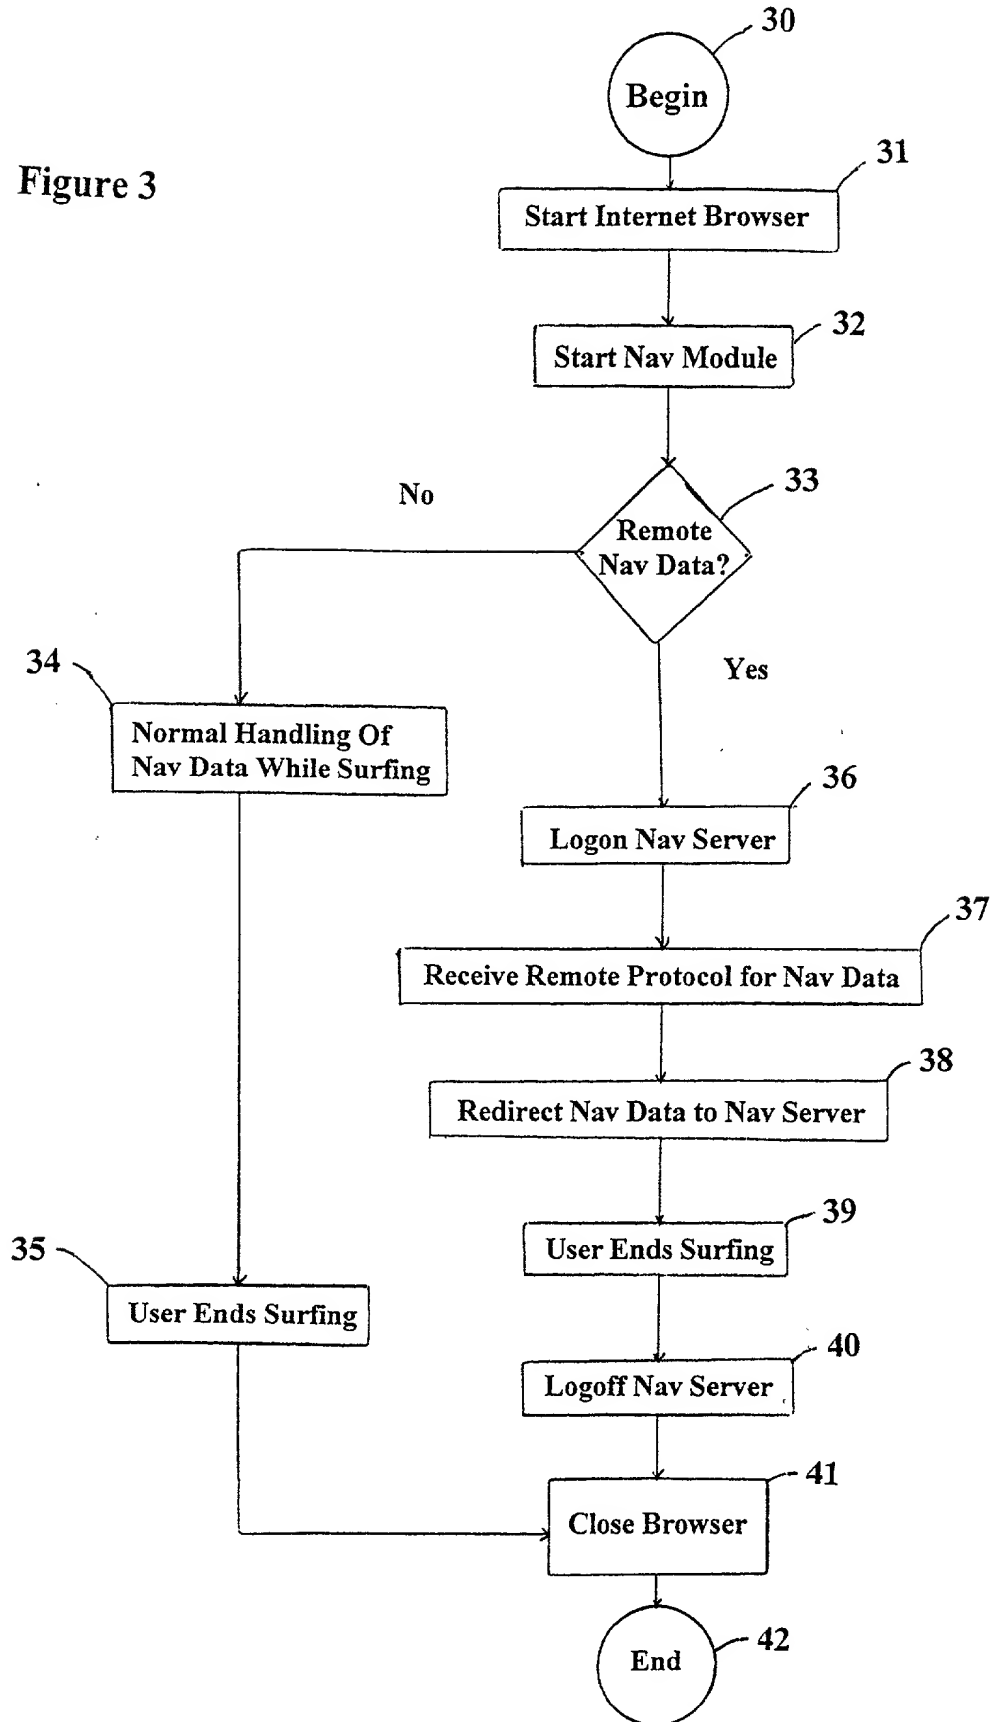 30
Begin
Figure 3
31
Start Internet Browser
32
Start Nav Module
33
No
Remote
Nav Data?
Yes
34
Normal Handling Of
Nav Data While Surfing
36
Logon Nav Server
37
Receive Remote Protocol for Nav Data
38
Redirect Nav Data to Nav Server
39
User Ends Surfing
35
User Ends Surfing
40
Logoff Nav Server
41
Close Browser
42
End